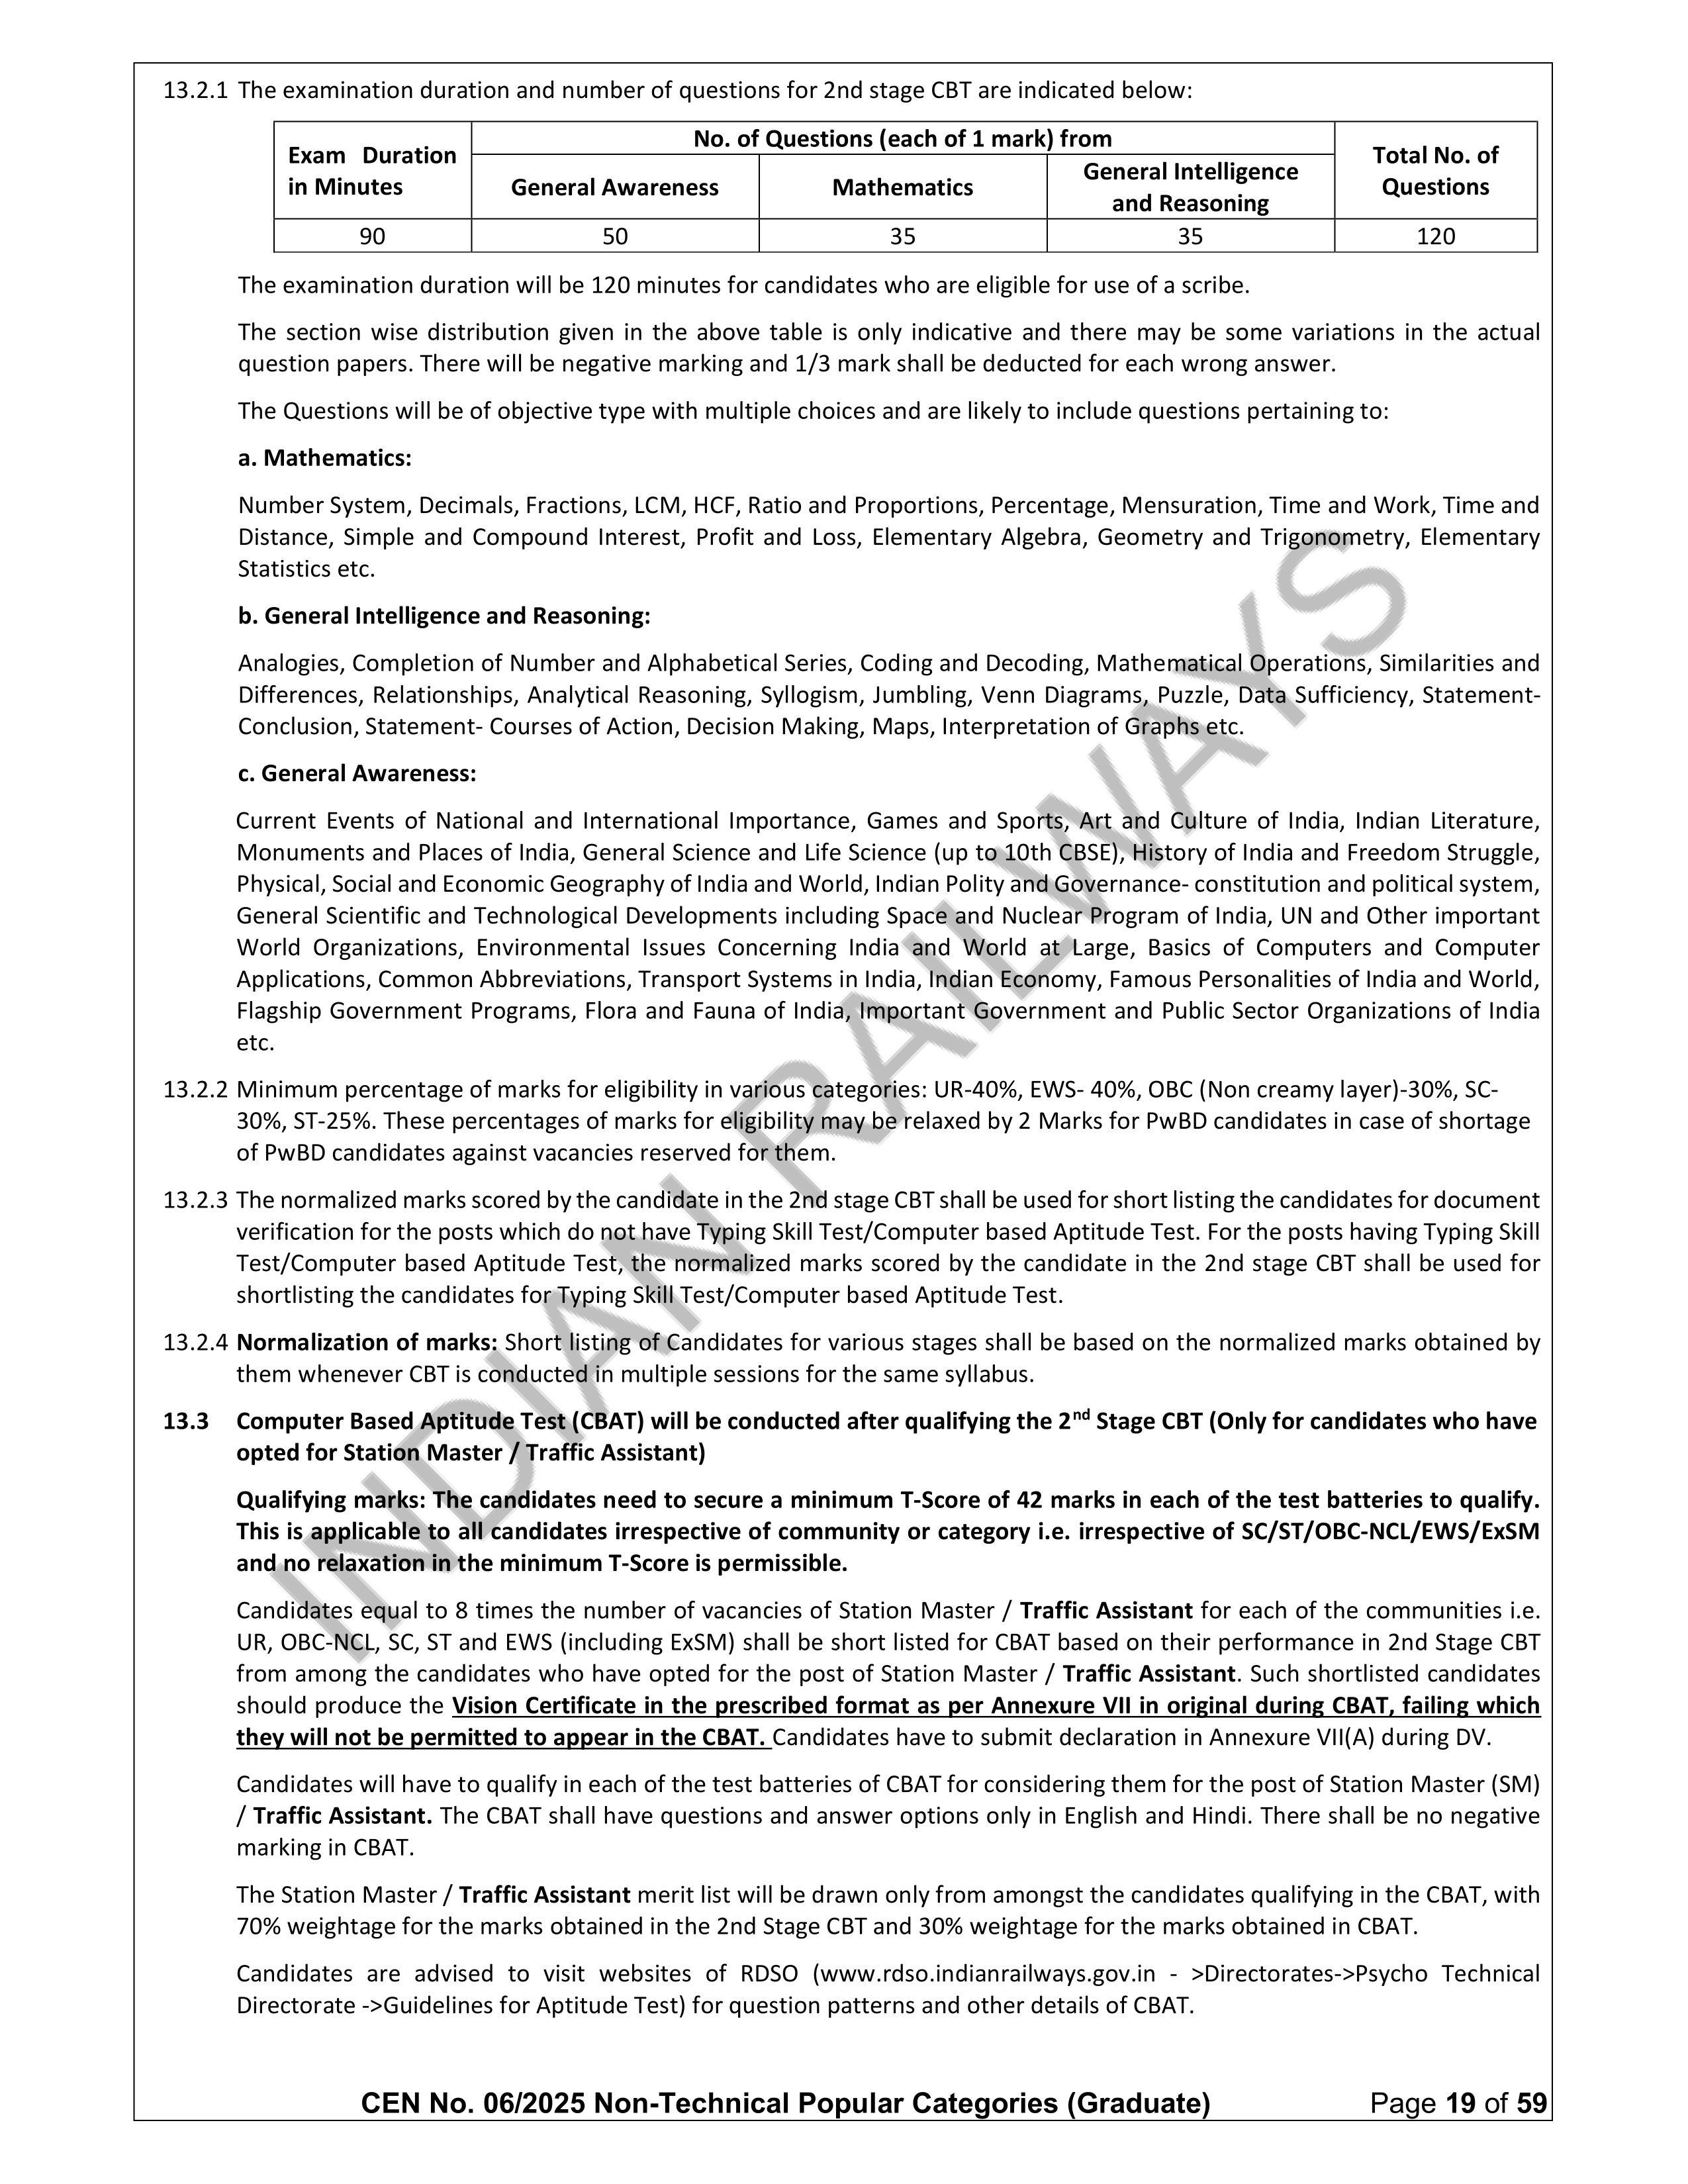 13.2.1 The examination duration and number of questions for 2nd stage CBT are indicated below:
Exam Duration in Minutes
No. of Questions (each of 1 mark) from
Total No. of Questions
General Awareness
Mathematics
General Intelligence and Reasoning
90 50 35 35 120
The examination duration will be 120 minutes for candidates who are eligible for use of a scribe.
The section wise distribution given in the above table is only indicative and there may be some variations in the actual
question papers. There will be negative marking and 1/3 mark shall be deducted for each wrong answer.
The Questions will be of objective type with multiple choices and are likely to include questions pertaining to:
a. Mathematics:
Number System, Decimals, Fractions, LCM, HCF, Ratio and Proportions, Percentage, Mensuration, Time and Work, Time and
Distance, Simple and Compound Interest, Profit and Loss, Elementary Algebra, Geometry and Trigonometry, Elementary
Statistics etc.
b. General Intelligence and Reasoning:
Analogies, Completion of Number and Alphabetical Series, Coding and Decoding, Mathematical Operations, Similarities and
Differences, Relationships, Analytical Reasoning, Syllogism, Jumbling, Venn Diagrams, Puzzle, Data Sufficiency, Statement-
Conclusion, Statement- Courses of Action, Decision Making, Maps, Interpretation of Graphs etc.
c. General Awareness:
Current Events of National and International Importance, Games and Sports, Art and Culture of India, Indian Literature,
Monuments and Places of India, General Science and Life Science (up to 10th CBSE), History of India and Freedom Struggle,
Physical, Social and Economic Geography of India and World, Indian Polity and Governance- constitution and political system,
General Scientific and Technological Developments including Space and Nuclear Program of India, UN and Other important
World Organizations, Environmental Issues Concerning India and World at Large, Basics of Computers and Computer
Applications, Common Abbreviations, Transport Systems in India, Indian Economy, Famous Personalities of India and World,
Flagship Government Programs, Flora and Fauna of India, Important Government and Public Sector Organizations of India
etc.
13.2.2 Minimum percentage of marks for eligibility in various categories: UR-40%, EWS- 40%, OBC (Non creamy layer)-30%, SC-
30%, ST-25%. These percentages of marks for eligibility may be relaxed by 2 Marks for PwBD candidates in case of shortage
of PwBD candidates against vacancies reserved for them.
13.2.3 The normalized marks scored by the candidate in the 2nd stage CBT shall be used for short listing the candidates for document
verification for the posts which do not have Typing Skill Test/Computer based Aptitude Test. For the posts having Typing Skill
Test/Computer based Aptitude Test, the normalized marks scored by the candidate in the 2nd stage CBT shall be used for
shortlisting the candidates for Typing Skill Test/Computer based Aptitude Test.
13.2.4 Normalization of marks: Short listing of Candidates for various stages shall be based on the normalized marks obtained by
them whenever CBT is conducted in multiple sessions for the same syllabus.
13.3 Computer Based Aptitude Test (CBAT) will be conducted after qualifying the 2nd Stage CBT (Only for candidates who have
opted for Station Master / Traffic Assistant)
Qualifying marks: The candidates need to secure a minimum T-Score of 42 marks in each of the test batteries to qualify.
This is applicable to all candidates irrespective of community or category i.e. irrespective of SC/ST/OBC-NCL/EWS/ExSM
and no relaxation in the minimum T-Score is permissible.
Candidates equal to 8 times the number of vacancies of Station Master / Traffic Assistant for each of the communities i.e.
UR, OBC-NCL, SC, ST and EWS (including ExSM) shall be short listed for CBAT based on their performance in 2nd Stage CBT
from among the candidates who have opted for the post of Station Master / Traffic Assistant. Such shortlisted candidates
should produce the Vision Certificate in the prescribed format as per Annexure VII in original during CBAT, failing which
they will not be permitted to appear in the CBAT. Candidates have to submit declaration in Annexure VII(A) during DV.
Candidates will have to qualify in each of the test batteries of CBAT for considering them for the post of Station Master (SM)
/ Traffic Assistant. The CBAT shall have questions and answer options only in English and Hindi. There shall be no negative
marking in CBAT.
The Station Master / Traffic Assistant merit list will be drawn only from amongst the candidates qualifying in the CBAT, with
70% weightage for the marks obtained in the 2nd Stage CBT and 30% weightage for the marks obtained in CBAT.
Candidates are advised to visit websites of RDSO (www.rdso.indianrailways.gov.in - >Directorates->Psycho Technical
Directorate ->Guidelines for Aptitude Test) for question patterns and other details of CBAT.
INDIAN RAILWAYS
CEN No. 06/2025 Non-Technical Popular Categories (Graduate) Page 19 of 59